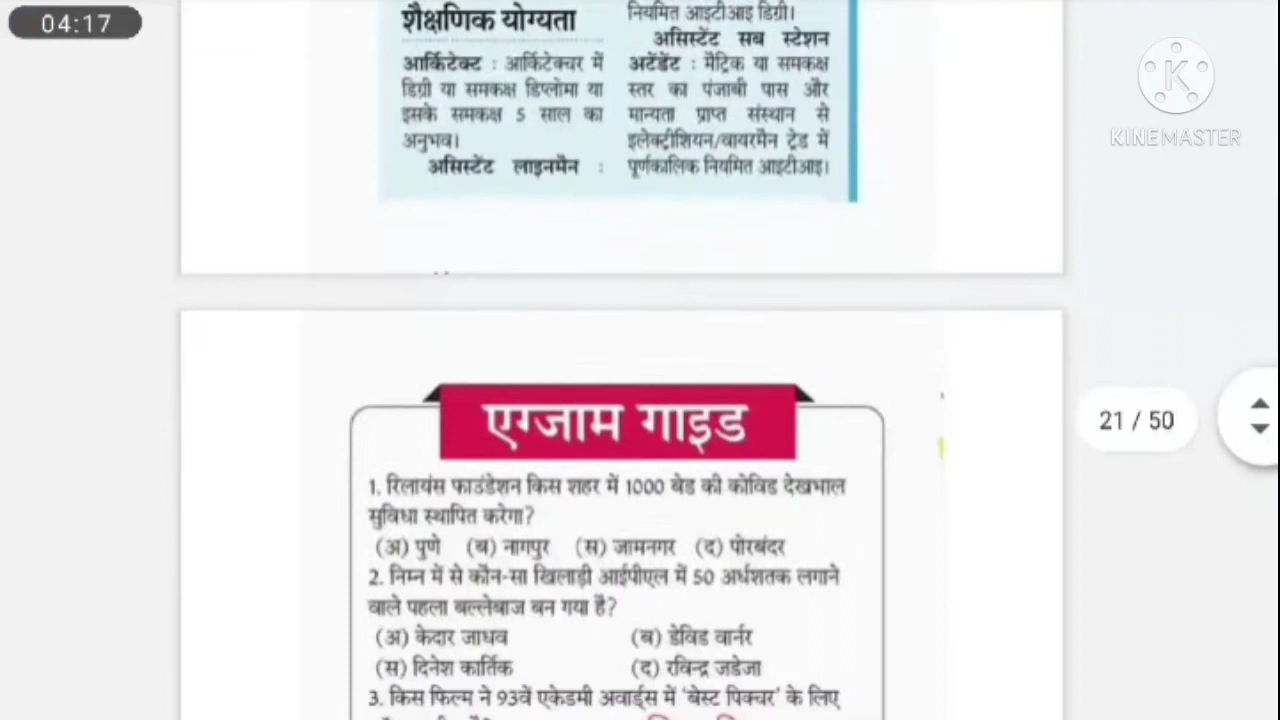 04:17
शैक्षणिक योग्यता
आर्किटेक्ट : आर्किटेक्चर में
डिग्री या समकक्ष डिप्लोमा या
इसके समकक्ष 5 साल का
अनुभव।
असिस्टेंट लाइनमैन :
नियमित आइटीआइ डिग्री।
असिस्टेंट सब स्टेशन
अटेंडेंट : मैट्रिक या समकक्ष
स्तर का पंजाबी पास और
मान्यता प्राप्त संस्थान से
इलेक्ट्रीशियन/वायरमैन ट्रेड में
पूर्णकालिक नियमित आइटीआइ।
K
KINEMASTER
21 / 50
एग्जाम गाइड
1. रिलायंस फाउंडेशन किस शहर में 1000 बेड की कोविड देखभाल
सुविधा स्थापित करेगा?
(अ) पुणे (ब) नागपुर (स) जामनगर (द) पोरबंदर
2. निम्न में से कौन-सा खिलाड़ी आईपीएल में 50 अर्धशतक लगाने
वाले पहला बल्लेबाज बन गया है?
(अ) केदार जाधव (ब) डेविड वार्नर
(स) दिनेश कार्तिक (द) रविन्द्र जडेजा
3. किस फिल्म ने 93वें एकेडमी अवार्ड्स में 'बेस्ट पिक्चर' के लिए